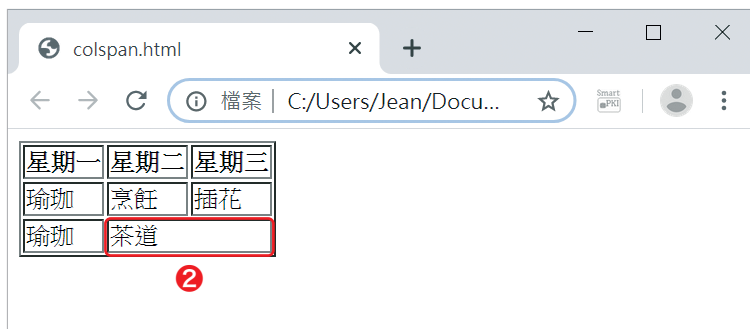 colspan.html
檔案 C:/Users/Jean/Docu...
Smart
PKI
星期一 星期二 星期三
瑜珈 烹飪 插花
瑜珈 茶道
2